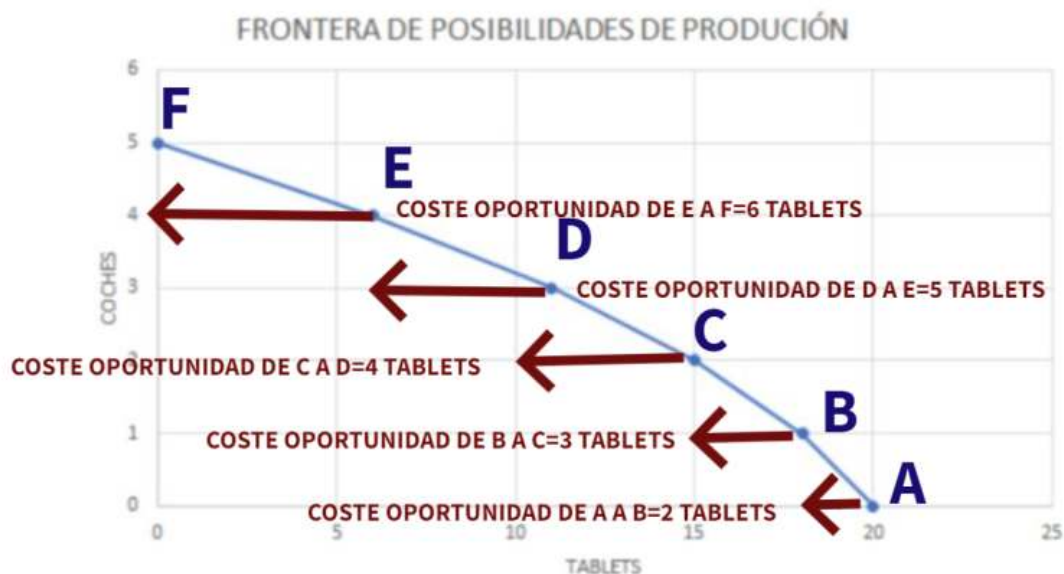 FRONTERA DE POSIBILIDADES DE PRODUCIÓN
6
F
5
E
4
COSTE OPORTUNIDAD DE E A F=6 TABLETS
D
COCHES
3
COSTE OPORTUNIDAD DE D A E=5 TABLETS
C
2
COSTE OPORTUNIDAD DE C A D=4 TABLETS
B
1
COSTE OPORTUNIDAD DE B A C=3 TABLETS
A
0
COSTE OPORTUNIDAD DE A A B=2 TABLETS
0 5 10 15 20 25
TABLETS